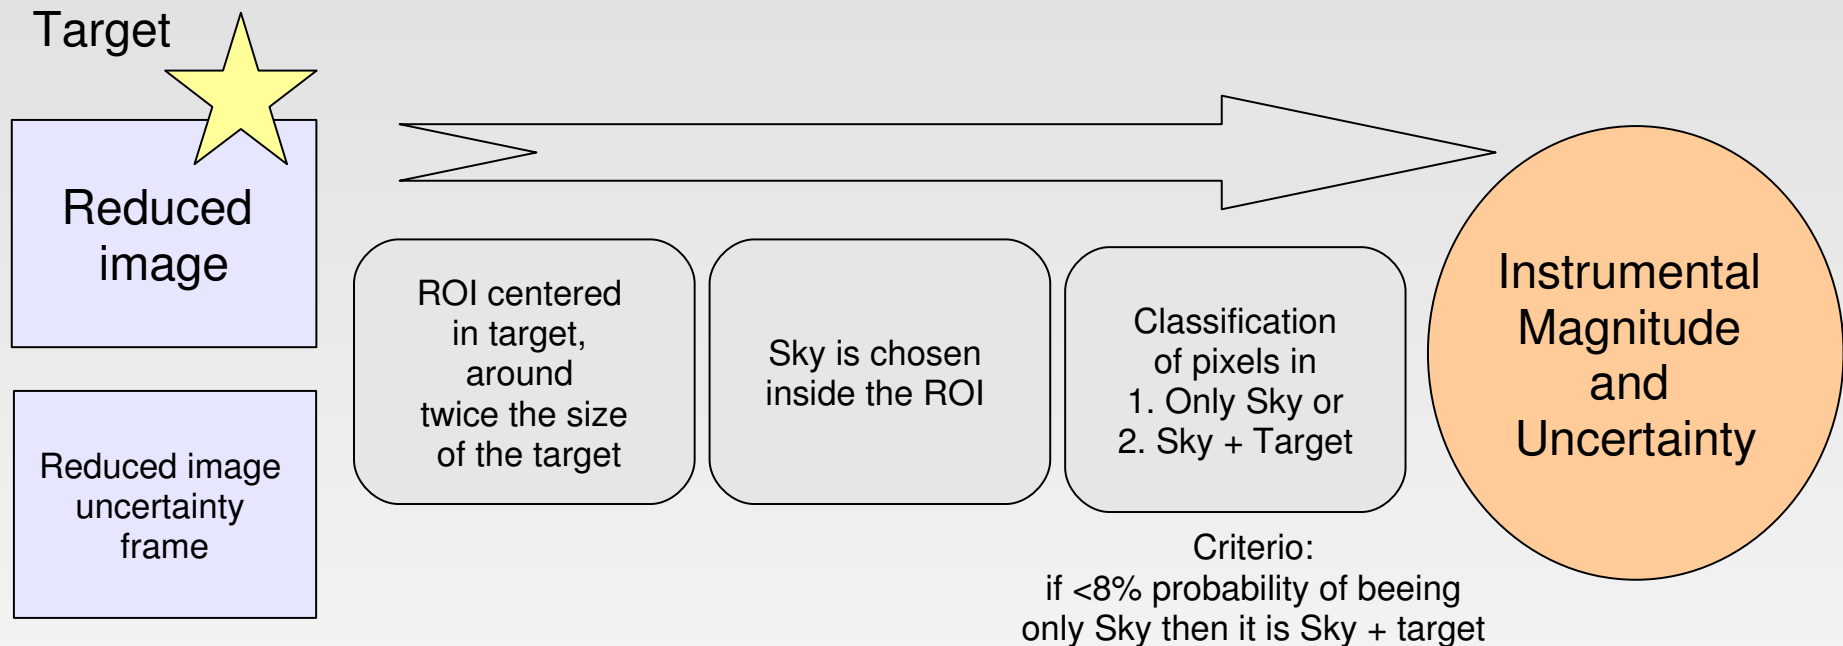 Target
Reduced
image
Reduced image
uncertainty
frame
ROI centered
in target,
around
twice the size
of the target
Sky is chosen
inside the ROI
Classification
of pixels in
1. Only Sky or
2. Sky + Target
Criterio:
if <8% probability of beeing
only Sky then it is Sky + target
Instrumental
Magnitude
and
Uncertainty